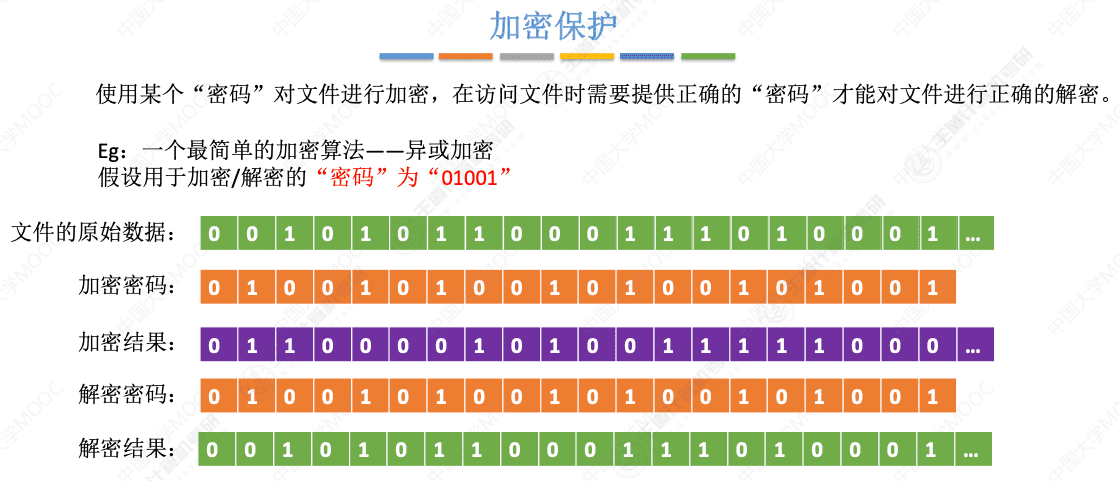 加密保护
使用某个“密码”对文件进行加密，在访问文件时需要提供正确的“密码”才能对文件进行正确的解密。
Eg：一个最简单的加密算法——异或加密
假设用于加密/解密的“密码”为“01001”
文件的原始数据： 0 0 1 0 1 0 1 1 0 0 0 1 1 1 0 1 0 0 0 1 …
加密密码： 0 1 0 0 1 0 1 0 0 1 0 1 0 0 1 0 1 0 0 1
加密结果： 0 1 1 0 0 0 0 1 0 1 0 0 1 1 1 1 1 0 0 0 …
解密密码： 0 1 0 0 1 0 1 0 0 1 0 1 0 0 1 0 1 0 0 1
解密结果： 0 0 1 0 1 0 1 1 0 0 0 1 1 1 0 1 0 0 0 1 …